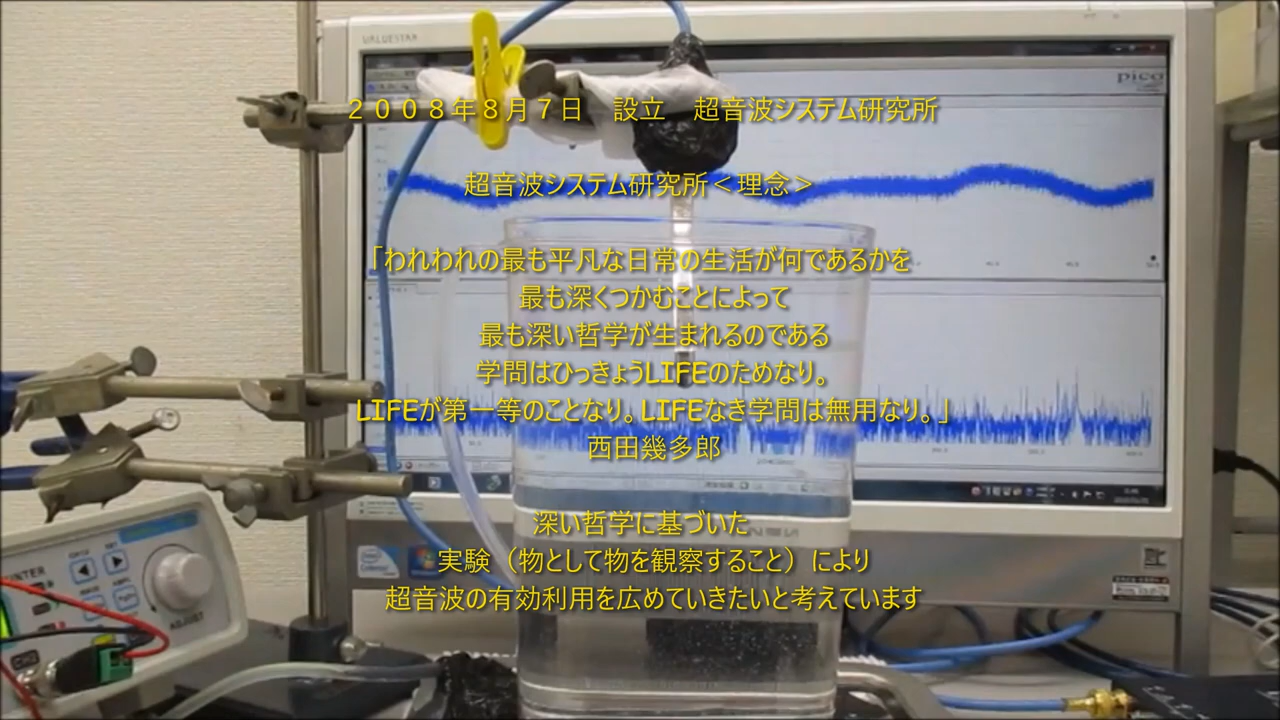 VALUESTAR
pico
２００８年８月７日　設立　超音波システム研究所
超音波システム研究所＜理念＞
「われわれの最も平凡な日常の生活が何であるかを
最も深くつかむことによって
最も深い哲学が生まれるのである
学問はひっきょうLIFEのためなり。
LIFEが第一等のことなり。LIFEなき学問は無用なり。」
西田幾多郎
深い哲学に基づいた
実験（物として物を観察すること）により
超音波の有効利用を広めていきたいと考えています
ADJUST